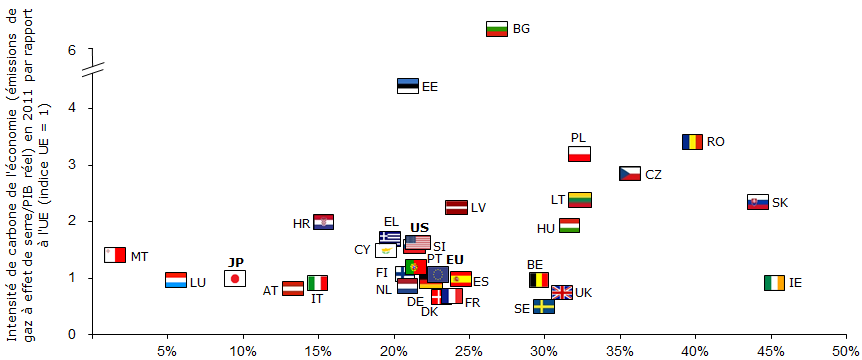 Intensité de carbone de l'économie (émissions de
gaz à effet de serre/PIB réel) en 2011 par rapport
à l'UE (indice UE = 1)
6
4
3
2
1
0
BG
EE
PL
RO
CZ
SK
LT
LV
HU
HR
EL
US
CY
SI
MT
JP
PT
EU
FI
BE
LU
AT
IT
NL
ES
IE
DE
DK
FR
UK
SE
5%
10%
15%
20%
25%
30%
35%
40%
45%
50%